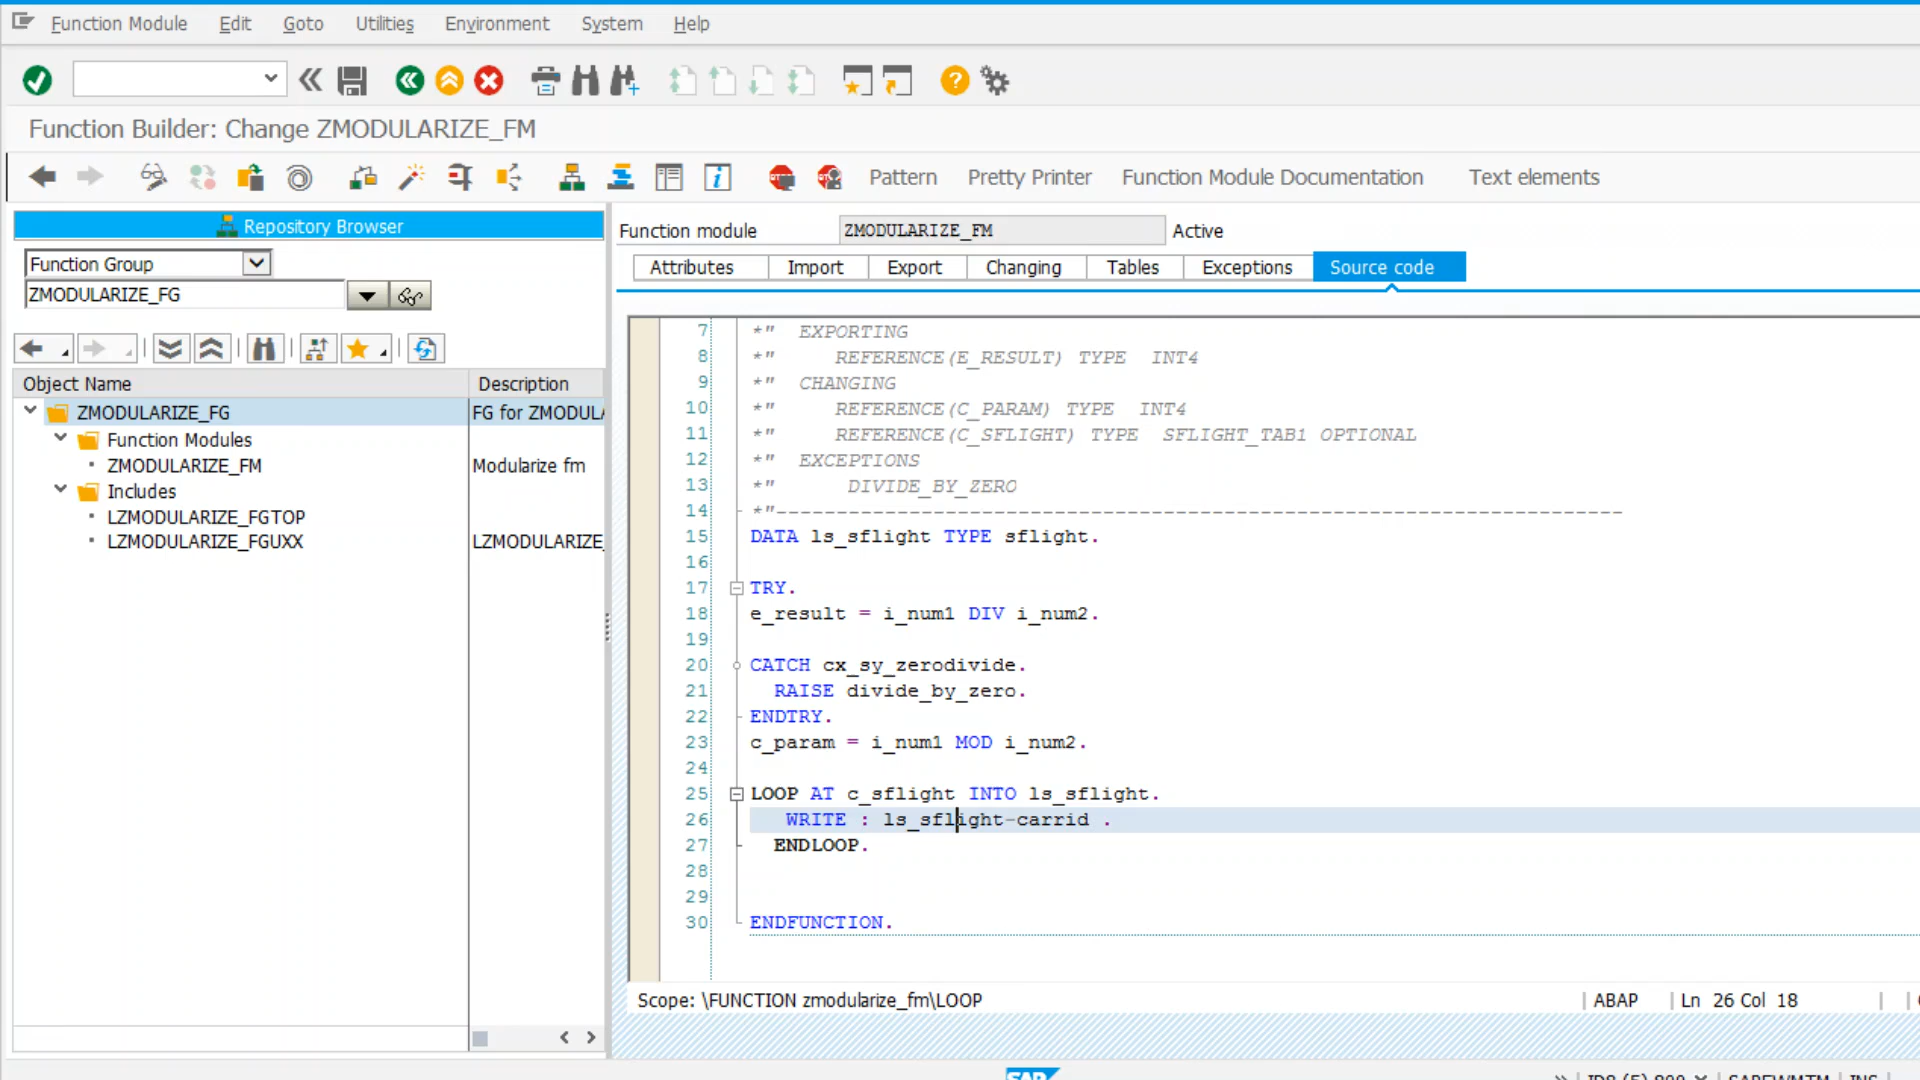 Function Module Edit Goto Utilities Environment System Help
Function Builder: Change ZMODULARIZE_FM
Pattern Pretty Printer Function Module Documentation Text elements
Repository Browser
Function Group
ZMODULARIZE_FG
Object Name Description
ZMODULARIZE_FG FG for ZMODUL
Function Modules
ZMODULARIZE_FM Modularize fm
Includes
LZMODULARIZE_FGTOP
LZMODULARIZE_FGUXX LZMODULARIZE_
Function module ZMODULARIZE_FM Active
Attributes Import Export Changing Tables Exceptions Source code
7 *" EXPORTING
8 *" REFERENCE(E_RESULT) TYPE INT4
9 *" CHANGING
10 *" REFERENCE(C_PARAM) TYPE INT4
11 *" REFERENCE(C_SFLIGHT) TYPE SFLIGHT_TAB1 OPTIONAL
12 *" EXCEPTIONS
13 *" DIVIDE_BY_ZERO
14 *"----------------------------------------------------------------------
15 DATA ls_sflight TYPE sflight.
16
17 TRY.
18 e_result = i_num1 DIV i_num2.
19
20 CATCH cx_sy_zerodivide.
21 RAISE divide_by_zero.
22 ENDTRY.
23 c_param = i_num1 MOD i_num2.
24
25 LOOP AT c_sflight INTO ls_sflight.
26 WRITE : ls_sflight-carrid .
27 ENDLOOP.
28
29
30 ENDFUNCTION.
Scope: \FUNCTION zmodularize_fm\LOOP ABAP Ln 26 Col 18
SAP